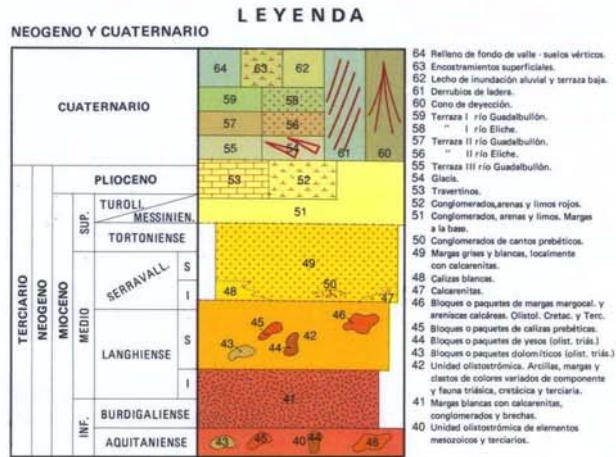 LEYENDA
NEOGENO Y CUATERNARIO
TERCIARIO
NEOGENO
MIOCENO
CUATERNARIO
PLIOCENO
SUP.
TUROLI.
MESSINIEN.
TORTONIENSE
MEDIO
SERRAVALL.
S
I
LANGHIENSE
S
I
INF.
BURDIGALIENSE
AQUITANIENSE
64 63 62
59 58
57 56
55 54 61 60
53 52
51
49
48 50 47
45 42 46
43 44
41
43 45 40 44 46
64 Relleno de fondo de valle - suelos vérticos.
63 Encostramientos superficiales.
62 Lecho de inundación aluvial y terraza baja.
61 Derrubios de ladera.
60 Cono de deyección.
59 Terraza I río Guadalbullón.
58 " I río Eliche.
57 Terraza II río Guadalbullón.
56 " II río Eliche.
55 Terraza III río Guadalbullón.
54 Glacis.
53 Travertinos.
52 Conglomerados,arenas y limos rojos.
51 Conglomerados, arenas y limos. Margas
a la base.
50 Conglomerados de cantos prebéticos.
49 Margas grises y blancas, localmente
con calcarenitas.
48 Calizas blancas.
47 Calcarenitas.
46 Bloques o paquetes de margas margocal. y
areniscas calcáreas. Olistol. Cretac. y Terc.
45 Bloques o paquetes de calizas prebéticas.
44 Bloques o paquetes de yesos (olist. triás.)
43 Bloques o paquetes dolomíticos (olist. triás.)
42 Unidad olistostrómica. Arcillas, margas y
clastos de colores variados de componente
y fauna triásica, cretácica y terciaria.
41 Margas blancas con calcarenitas,
conglomerados y brechas.
40 Unidad olistostrómica de elementos
mesozoicos y terciarios.